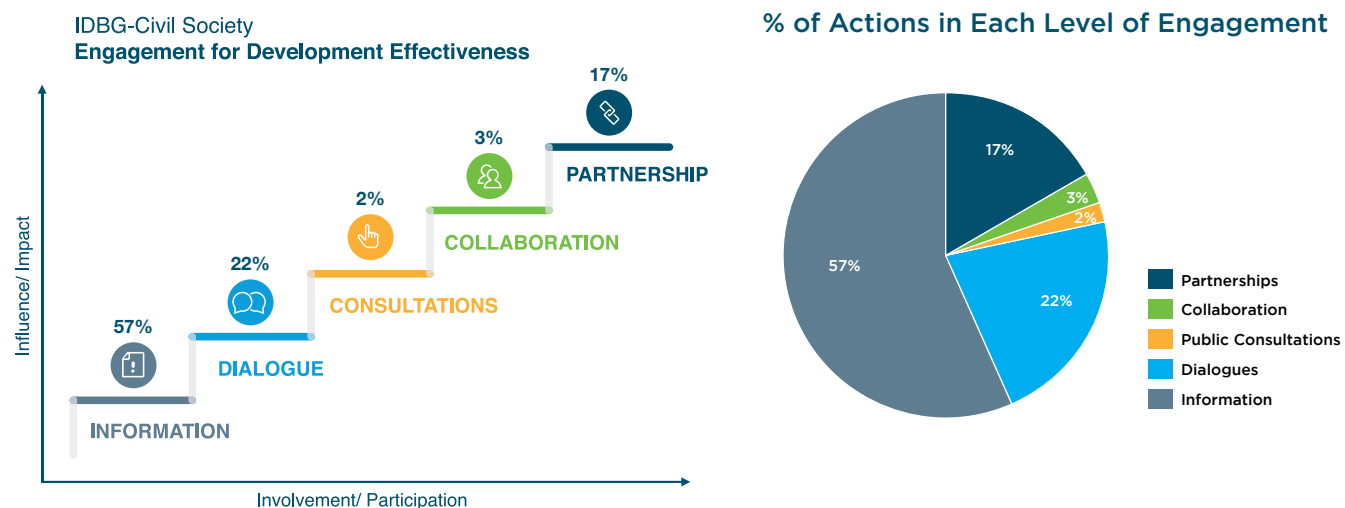 IDBG-Civil Society
Engagement for Development Effectiveness
17%
PARTNERSHIP
3%
COLLABORATION
2%
CONSULTATIONS
22%
DIALOGUE
57%
INFORMATION
Influence/ Impact
Involvement/ Participation
% of Actions in Each Level of Engagement
17%
3%
2%
22%
57%
Partnerships
Collaboration
Public Consultations
Dialogues
Information